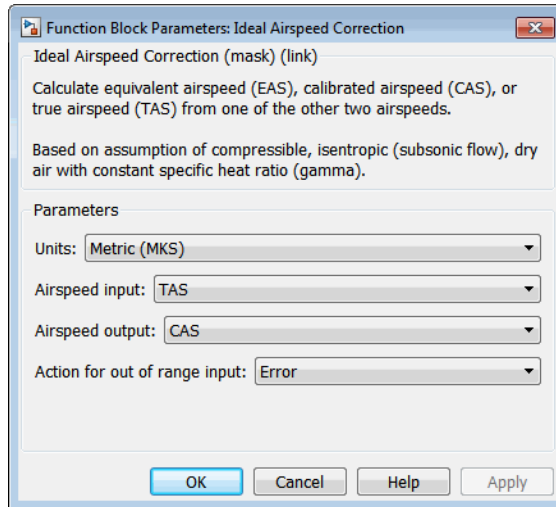 Function Block Parameters: Ideal Airspeed Correction
Ideal Airspeed Correction (mask) (link)
Calculate equivalent airspeed (EAS), calibrated airspeed (CAS), or
true airspeed (TAS) from one of the other two airspeeds.
Based on assumption of compressible, isentropic (subsonic flow), dry
air with constant specific heat ratio (gamma).
Parameters
Units: Metric (MKS)
Airspeed input: TAS
Airspeed output: CAS
Action for out of range input: Error
OK Cancel Help Apply